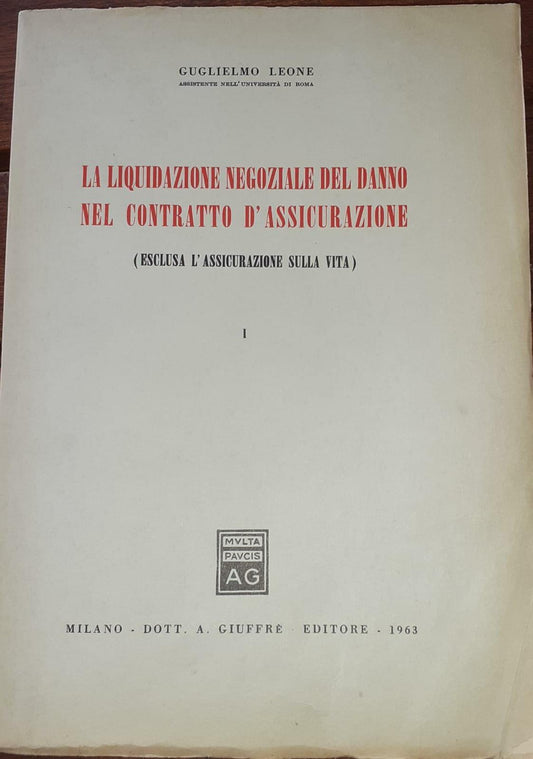 GUGLIELMO LEONE
ASSISTENTE NELL'UNIVERSITÀ DI ROMA
LA LIQUIDAZIONE NEGOZIALE DEL DANNO
NEL CONTRATTO D'ASSICURAZIONE
(ESCLUSA L'ASSICURAZIONE SULLA VITA)
I
MVLTA
PAVCIS
AG
MILANO - DOTT. A. GIUFFRÈ - EDITORE - 1963